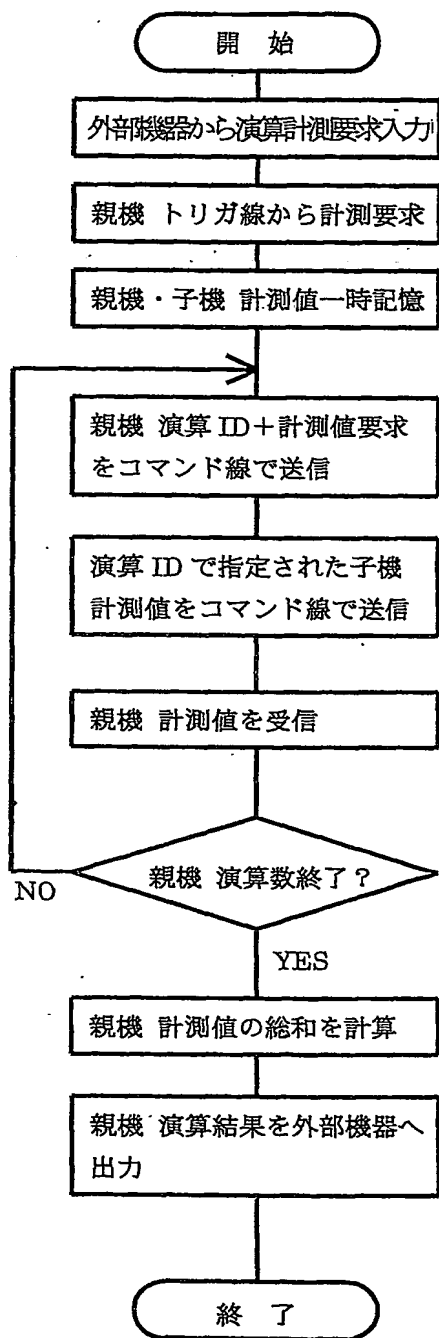 開 始
外部機器から演算計測要求入力
親機 トリガ線から計測要求
親機・子機 計測値一時記憶
親機 演算 ID＋計測値要求
をコマンド線で送信
演算 ID で指定された子機
計測値をコマンド線で送信
親機 計測値を受信
親機 演算数終了？
NO
YES
親機 計測値の総和を計算
親機 演算結果を外部機器へ
出力
終 了